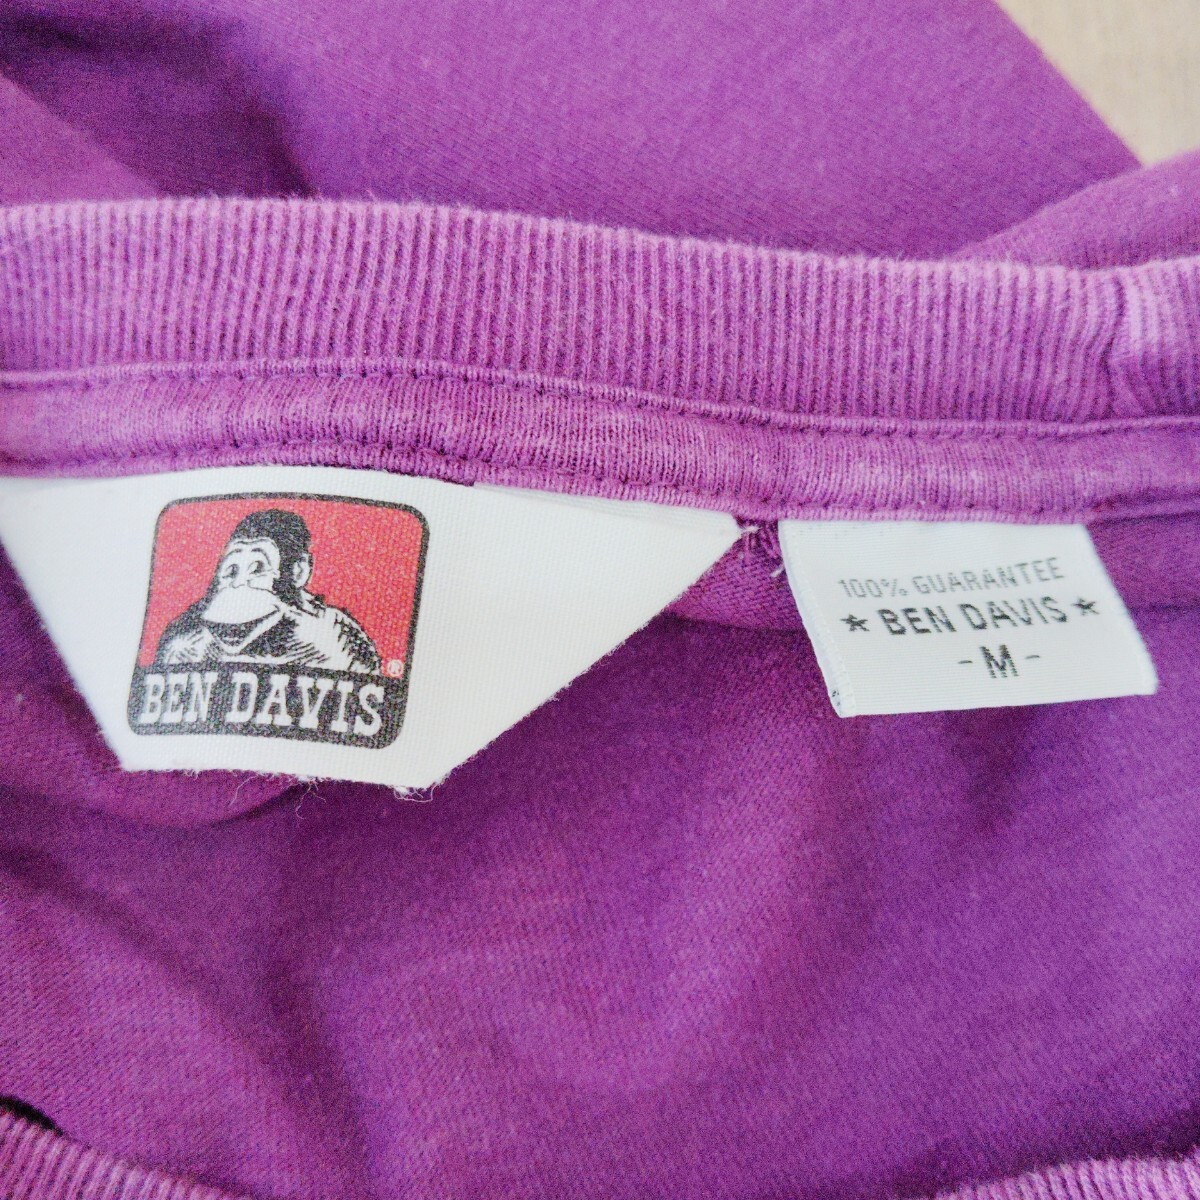 BEN DAVIS
®
100% GUARANTEE
★ BEN DAVIS ★
- M -